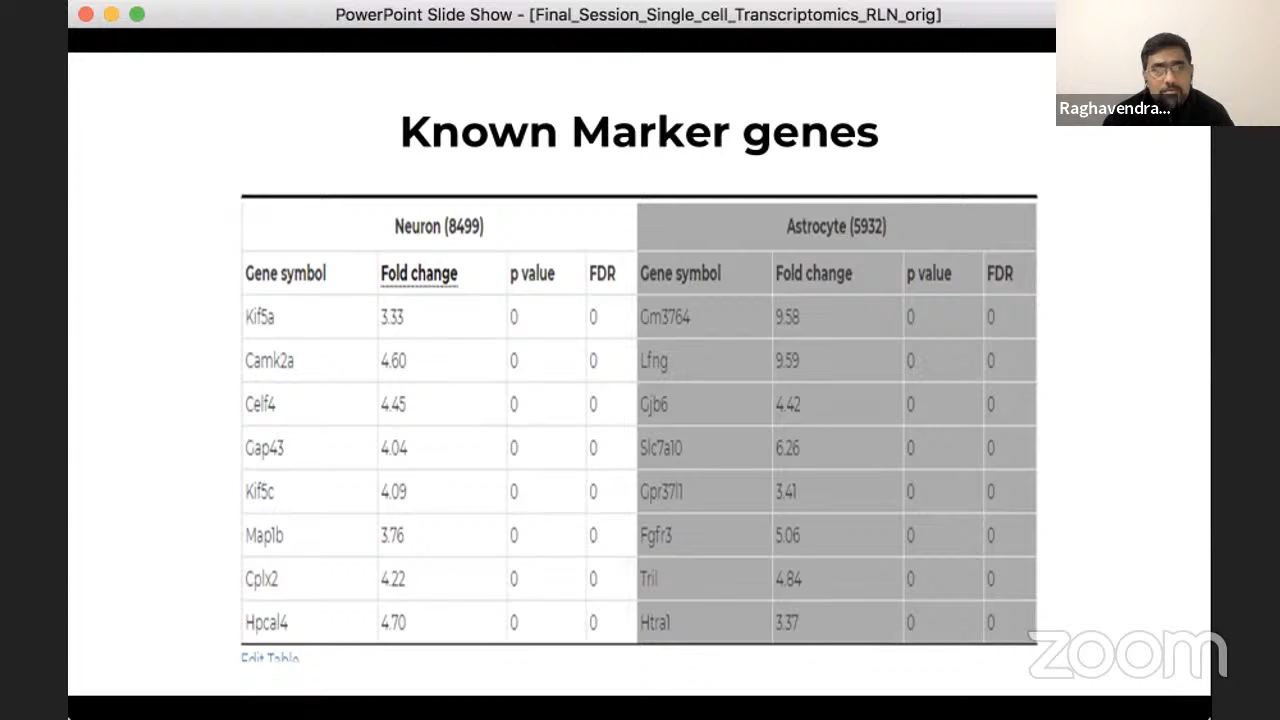 PowerPoint Slide Show - [Final_Session_Single_cell_Transcriptomics_RLN_orig]
Raghavendra...
Known Marker genes
Neuron (8499) Astrocyte (5932)
Gene symbol Fold change p value FDR Gene symbol Fold change p value FDR
Kif5a 3.33 0 0 Gm3764 9.58 0 0
Camk2a 4.60 0 0 Lfng 9.59 0 0
Celf4 4.45 0 0 Gjb6 4.42 0 0
Gap43 4.04 0 0 Slc7a10 6.26 0 0
Kif5c 4.09 0 0 Gpr37l1 3.41 0 0
Map1b 3.76 0 0 Fgfr3 5.06 0 0
Cplx2 4.22 0 0 Tril 4.84 0 0
Hpcal4 4.70 0 0 Htra1 3.37 0 0
Edit Table
zoom